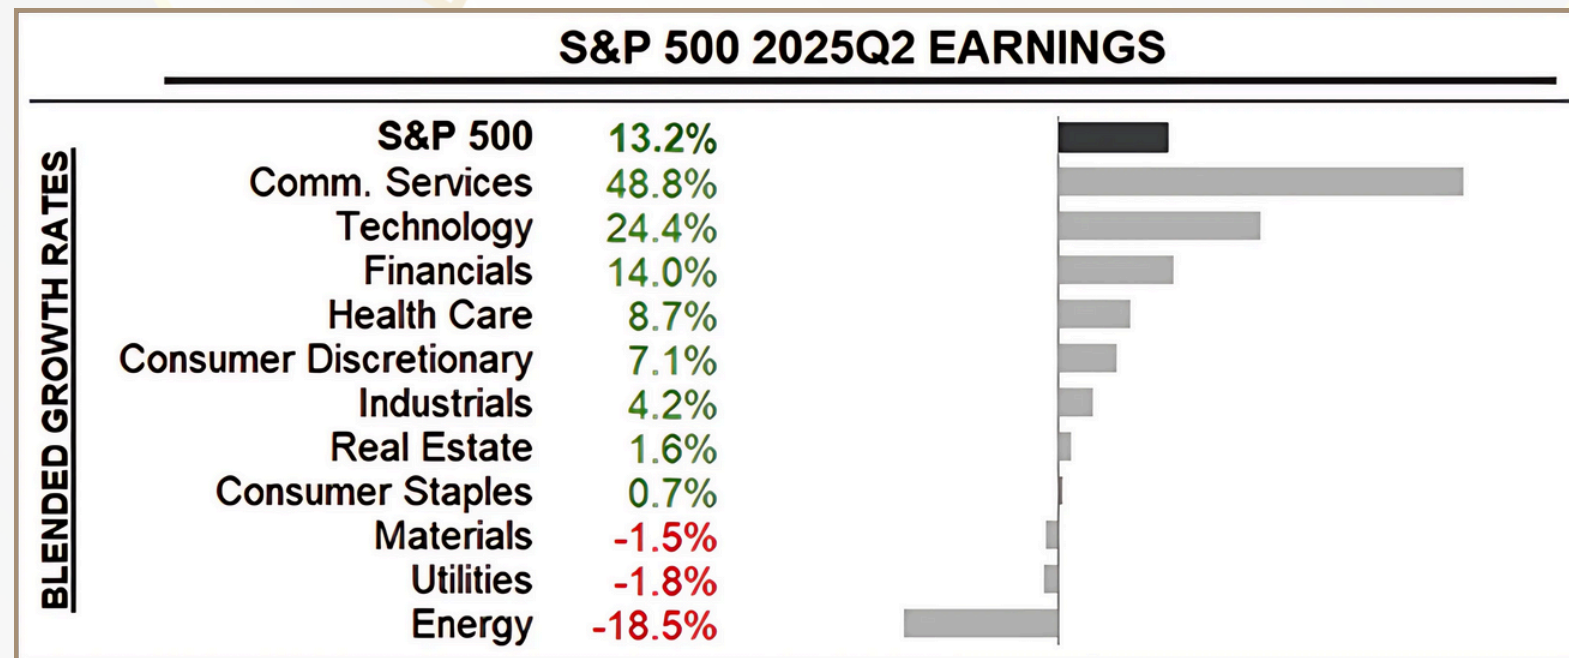 S&P 500 2025Q2 EARNINGS
BLENDED GROWTH RATES
S&P 500 13.2%
Comm. Services 48.8%
Technology 24.4%
Financials 14.0%
Health Care 8.7%
Consumer Discretionary 7.1%
Industrials 4.2%
Real Estate 1.6%
Consumer Staples 0.7%
Materials -1.5%
Utilities -1.8%
Energy -18.5%